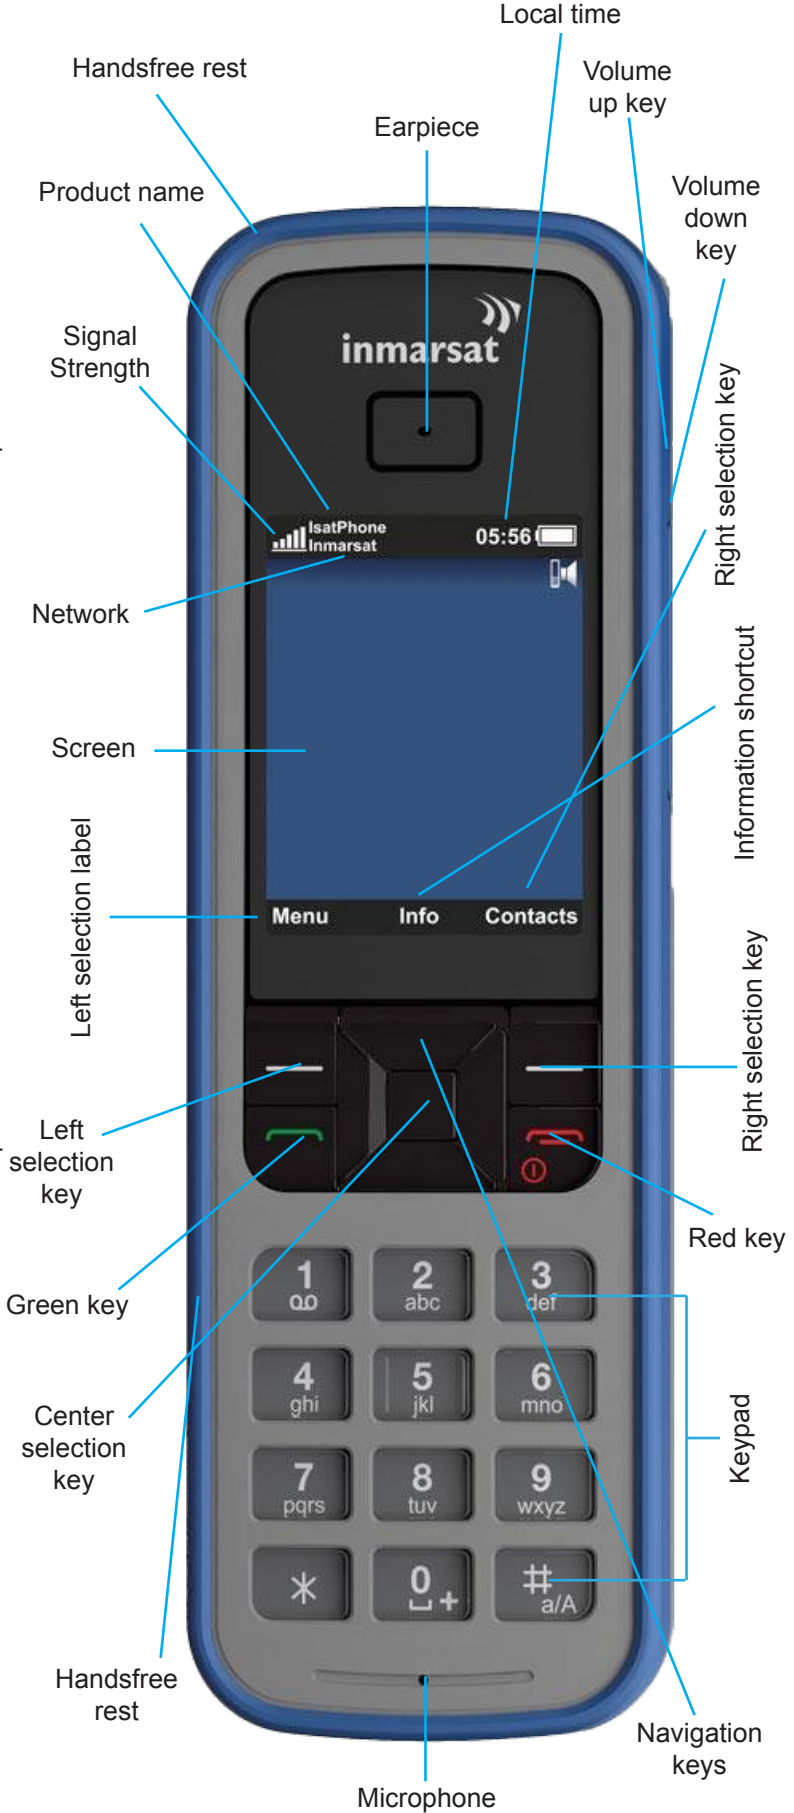 Local time
Handsfree rest
Volume
up key
Earpiece
Product name
Volume
down
key
Signal
Strength
inmarsat
Right selection key
IsatPhone
Inmarsat
05:56
Network
Information shortcut
Screen
Left selection label
Menu Info Contacts
Right selection key
Left
selection
key
Red key
Green key
1
2
abc
3
def
Center
selection
key
4
ghi
5
jkl
6
mno
Keypad
7
pqrs
8
tuv
9
wxyz
*
0
+
#
a/A
Handsfree
rest
Navigation
keys
Microphone